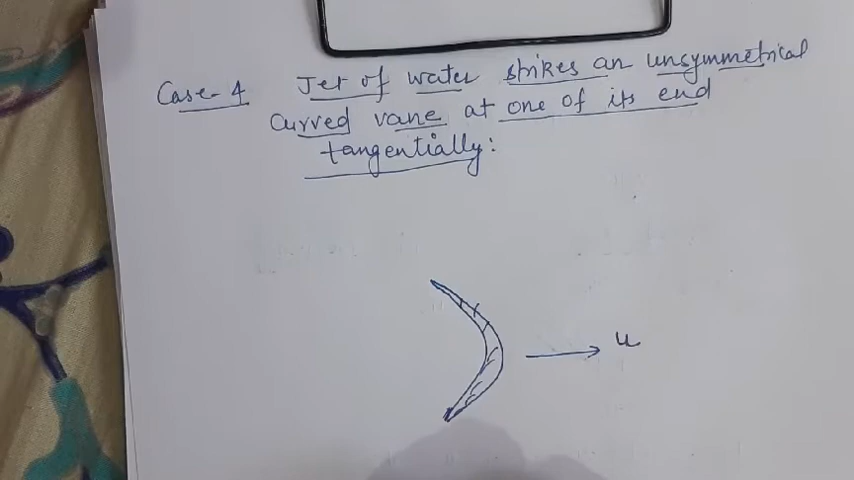 Case-4 Jet of water strikes an unsymmetrical
curved vane at one of its end
tangentially:
u